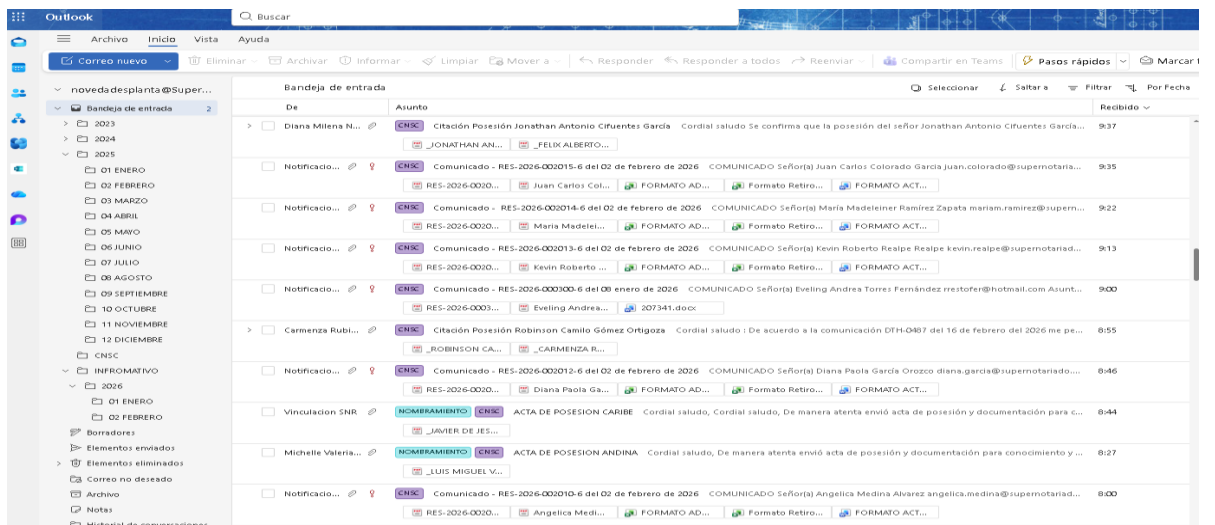 Outlook
Buscar
Archivo Inicio Vista Ayuda
Correo nuevo Eliminar Archivar Informar Limpiar Mover a Responder Responder a todos Reenviar Compartir en Teams Pasos rápidos Marcar
novedadesplanta@Super...
Bandeja de entrada 2
2023
2024
2025
01 ENERO
02 FEBRERO
03 MARZO
04 ABRIL
05 MAYO
06 JUNIO
07 JULIO
08 AGOSTO
09 SEPTIEMBRE
10 OCTUBRE
11 NOVIEMBRE
12 DICIEMBRE
CNSC
INFROMATIVO
2026
01 ENERO
02 FEBRERO
Borradores
Elementos enviados
Elementos eliminados
Correo no deseado
Archivo
Notas
Historial de conversaciones
Bandeja de entrada Seleccionar Saltar a Filtrar Por Fecha
De Asunto Recibido
Diana Milena N... CNSC Citación Posesión Jonathan Antonio Cifuentes García Cordial saludo Se confirma que la posesión del señor Jonathan Antonio Cifuentes García... 9:37
_JONATHAN AN... _FELIX ALBERTO...
Notificacio... CNSC Comunicado - RES-2026-002015-6 del 02 de febrero de 2026 COMUNICADO Señor(a) Juan Carlos Colorado Garcia juan.colorado@supernotaria... 9:35
RES-2026-0020... Juan Carlos Col... FORMATO AD... Formato Retiro... FORMATO ACT...
Notificacio... CNSC Comunicado - RES-2026-002014-6 del 02 de febrero de 2026 COMUNICADO Señor(a) María Madeleiner Ramírez Zapata mariam.ramirez@supern... 9:22
RES-2026-0020... Maria Madelei... FORMATO AD... Formato Retiro... FORMATO ACT...
Notificacio... CNSC Comunicado - RES-2026-002013-6 del 02 de febrero de 2026 COMUNICADO Señor(a) Kevin Roberto Realpe Realpe kevin.realpe@supernotariad... 9:13
RES-2026-0020... Kevin Roberto ... FORMATO AD... Formato Retiro... FORMATO ACT...
Notificacio... CNSC Comunicado - RES-2026-000300-6 del 08 enero de 2026 COMUNICADO Señor(a) Eveling Andrea Torres Fernández rrestofer@hotmail.com Asunt... 9:00
RES-2026-0003... Eveling Andrea... 207341.docx
Carmenza Rubi... CNSC Citación Posesión Robinson Camilo Gómez Ortigoza Cordial saludo : De acuerdo a la comunicación DTH-0487 del 16 de febrero del 2026 me pe... 8:55
_ROBINSON CA... _CARMENZA R...
Notificacio... CNSC Comunicado - RES-2026-002012-6 del 02 de febrero de 2026 COMUNICADO Señor(a) Diana Paola García Orozco diana.garcia@supernotariado.... 8:46
RES-2026-0020... Diana Paola Ga... FORMATO AD... Formato Retiro... FORMATO ACT...
Vinculacion SNR NOMBRAMIENTO CNSC ACTA DE POSESION CARIBE Cordial saludo, Cordial saludo, De manera atenta envió acta de posesión y documentación para c... 8:44
_JAVIER DE JES...
Michelle Valeria... NOMBRAMIENTO CNSC ACTA DE POSESION ANDINA Cordial saludo, De manera atenta envió acta de posesión y documentación para conocimiento y ... 8:27
_LUIS MIGUEL V...
Notificacio... CNSC Comunicado - RES-2026-002010-6 del 02 de febrero de 2026 COMUNICADO Señor(a) Angelica Medina Alvarez angelica.medina@supernotariad... 8:00
RES-2026-0020... Angelica Medi... FORMATO AD... Formato Retiro... FORMATO ACT...